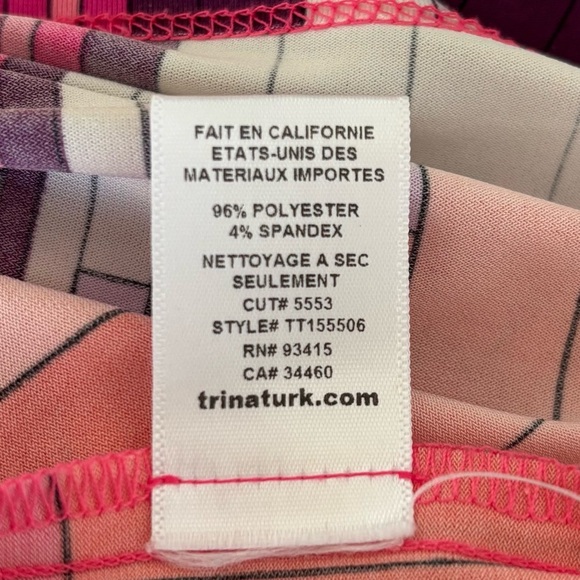 FAIT EN CALIFORNIE
ETATS-UNIS DES
MATERIAUX IMPORTES
96% POLYESTER
4% SPANDEX
NETTOYAGE A SEC
SEULEMENT
CUT# 5553
STYLE# TT155506
RN# 93415
CA# 34460
trinaturk.com